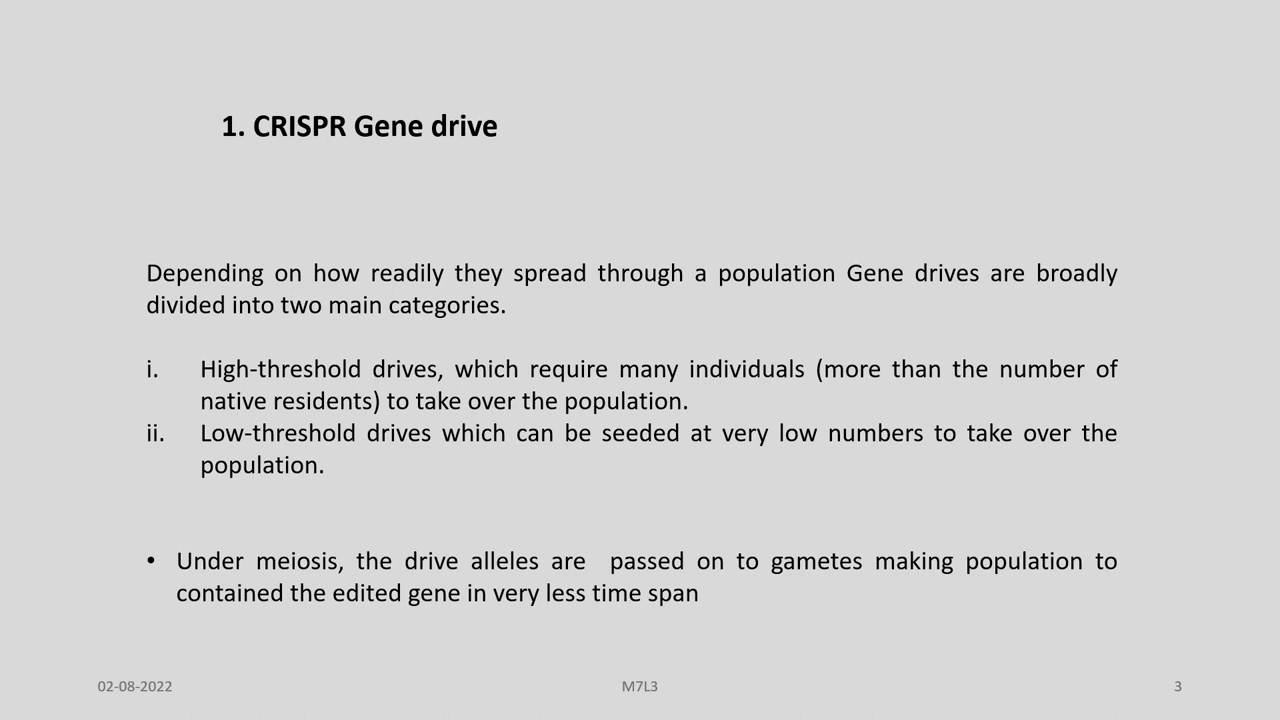 1. CRISPR Gene drive
Depending on how readily they spread through a population Gene drives are broadly
divided into two main categories.
i. High-threshold drives, which require many individuals (more than the number of
native residents) to take over the population.
ii. Low-threshold drives which can be seeded at very low numbers to take over the
population.
• Under meiosis, the drive alleles are passed on to gametes making population to
contained the edited gene in very less time span
02-08-2022 M7L3 3